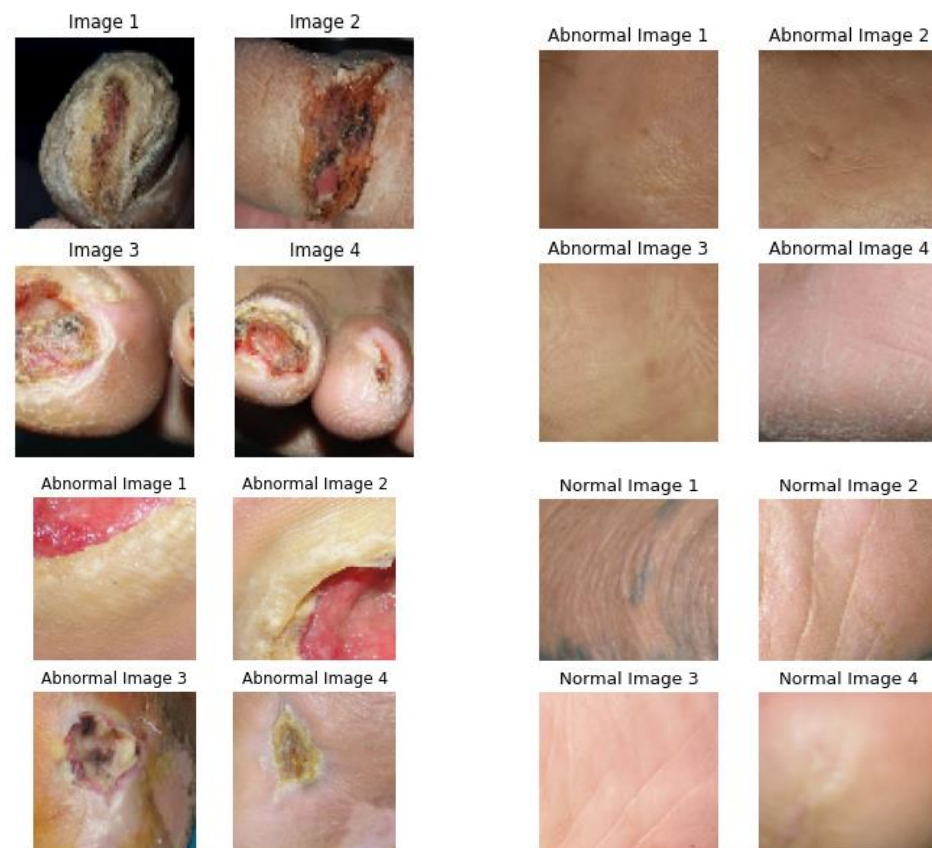 Image 1 Image 2
Abnormal Image 1 Abnormal Image 2
Image 3 Image 4
Abnormal Image 3 Abnormal Image 4
Abnormal Image 1 Abnormal Image 2
Normal Image 1 Normal Image 2
Abnormal Image 3 Abnormal Image 4
Normal Image 3 Normal Image 4